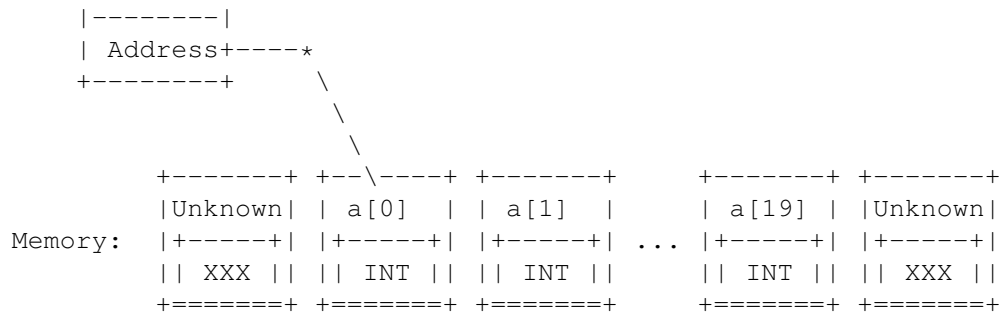 |--------|
| Address+----*
+--------+     \
                \
                 \
       +-------+ +--\----+ +-------+     +-------+ +-------+
       |Unknown| | a[0]  | | a[1]  |     | a[19] | |Unknown|
Memory: |+-----+| |+-----+| |+-----+| ... |+-----+| |+-----+|
       || XXX || || INT || || INT ||     || INT || || XXX ||
       +=======+ +=======+ +=======+     +=======+ +=======+